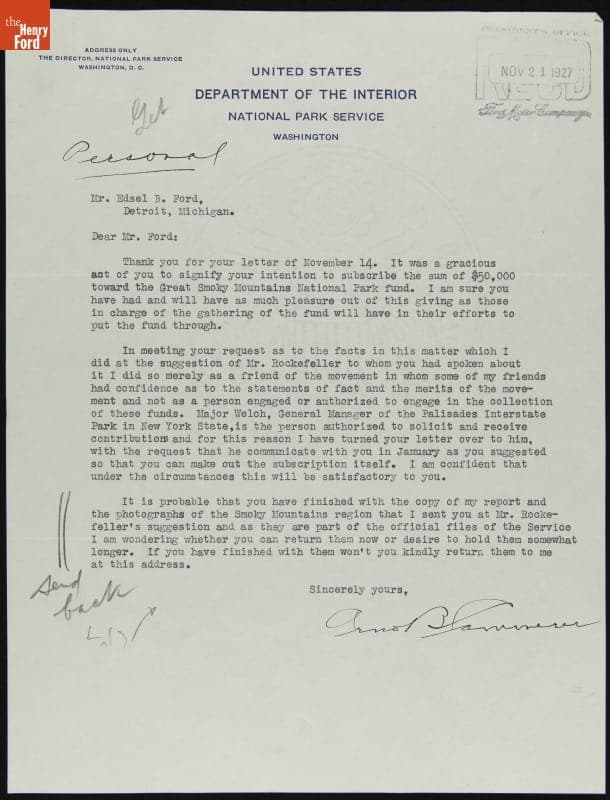 the
Henry
Ford
ADDRESS ONLY
THE DIRECTOR, NATIONAL PARK SERVICE
WASHINGTON, D. C.
PRESIDENT'S OFFICE
NOV 21 1927
REC'D
Ford Motor Company
UNITED STATES
DEPARTMENT OF THE INTERIOR
NATIONAL PARK SERVICE
WASHINGTON
Personal
Mr. Edsel B. Ford,
Detroit, Michigan.
Dear Mr. Ford:
Thank you for your letter of November 14. It was a gracious
act of you to signify your intention to subscribe the sum of $50,000
toward the Great Smoky Mountains National Park fund. I am sure you
have had and will have as much pleasure out of this giving as those
in charge of the gathering of the fund will have in their efforts to
put the fund through.
In meeting your request as to the facts in this matter which I
did at the suggestion of Mr. Rockefeller to whom you had spoken about
it I did so merely as a friend of the movement in whom some of my friends
had confidence as to the statements of fact and the merits of the move-
ment and not as a person engaged or authorized to engage in the collection
of these funds. Major Welch, General Manager of the Palisades Interstate
Park in New York State,is the person authorized to solicit and receive
contributions and for this reason I have turned your letter over to him,
with the request that he communicate with you in January as you suggested
so that you can make out the subscription itself. I am confident that
under the circumstances this will be satisfactory to you.
It is probable that you have finished with the copy of my report and
the photographs of the Smoky Mountains region that I sent you at Mr. Rocke-
feller's suggestion and as they are part of the official files of the Service
I am wondering whether you can return them now or desire to hold them somewhat
longer. If you have finished with them won't you kindly return them to me
at this address.
send
back
Sincerely yours,
Arno B Cammerer